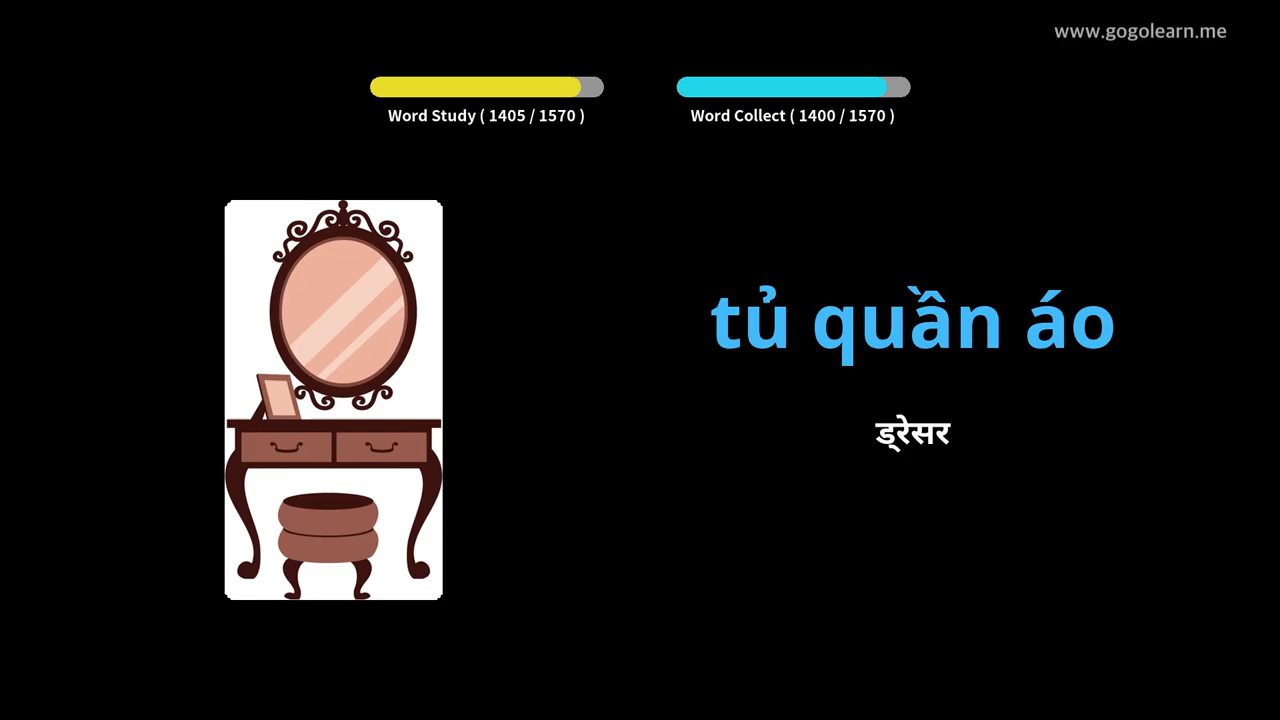 www.gogolearn.me
Word Study ( 1405 / 1570 )
Word Collect ( 1400 / 1570 )
tủ quần áo
ड्रेसर